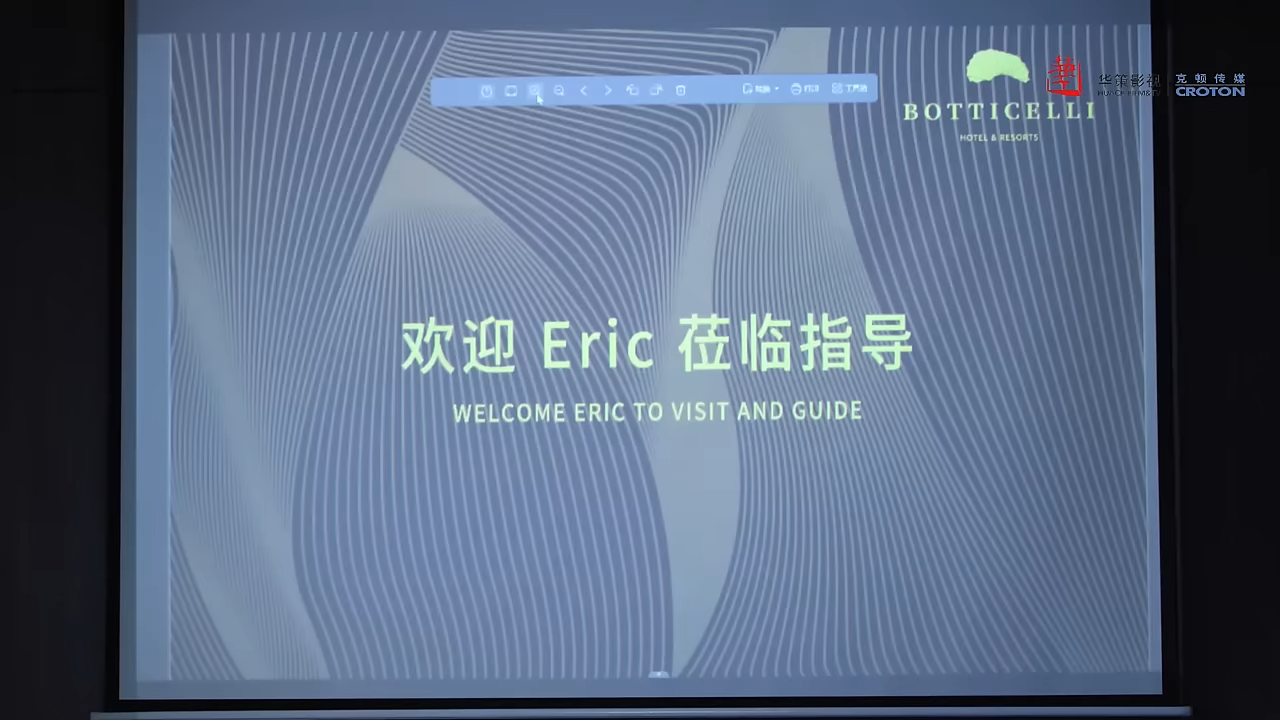 华策影视
克顿传媒
CROTON
BOTTICELLI
HOTEL & RESORTS
欢迎 Eric 莅临指导
WELCOME ERIC TO VISIT AND GUIDE